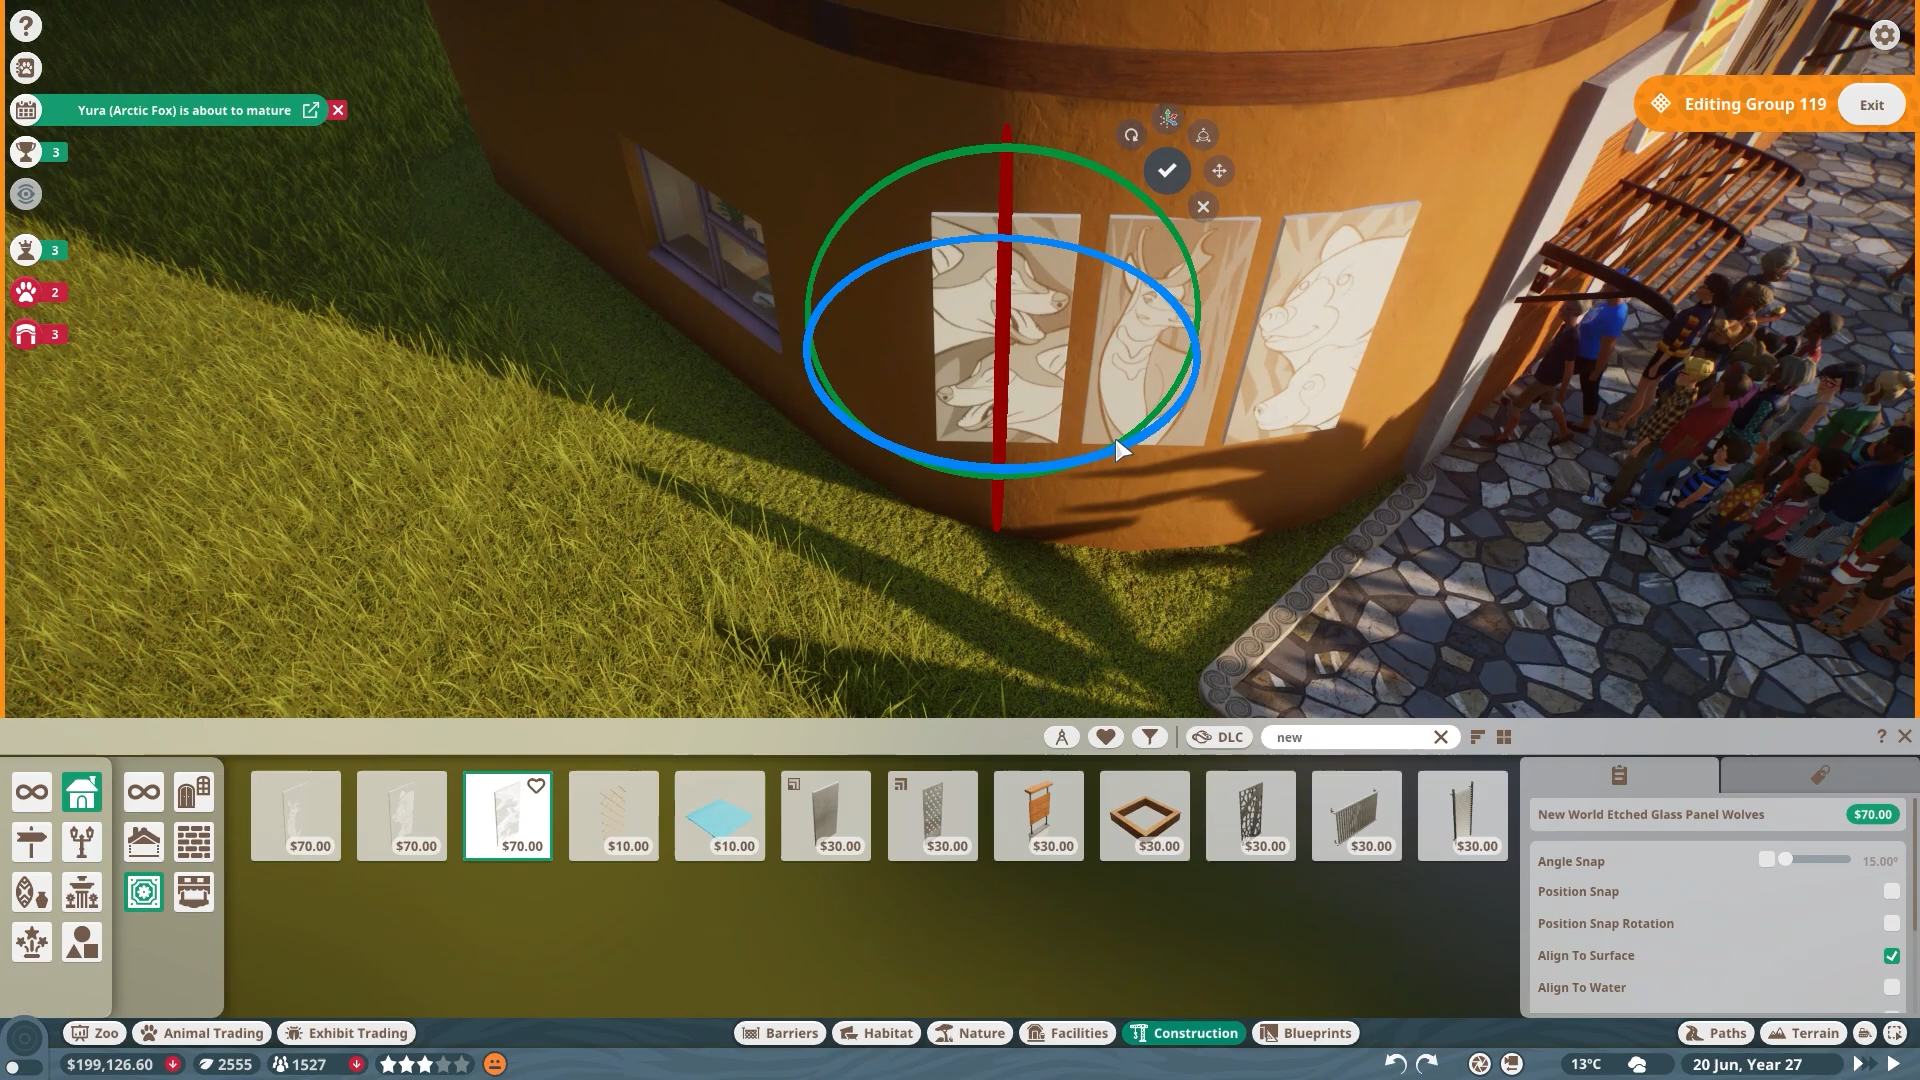 ?
Yura (Arctic Fox) is about to mature
3
3
2
3
Editing Group 119
Exit
DLC
new
?
$70.00
$70.00
$70.00
$10.00
$10.00
$30.00
$30.00
$30.00
$30.00
$30.00
$30.00
$30.00
New World Etched Glass Panel Wolves
$70.00
Angle Snap
15.00°
Position Snap
Position Snap Rotation
Align To Surface
Align To Water
Zoo
Animal Trading
Exhibit Trading
Barriers
Habitat
Nature
Facilities
Construction
Blueprints
Paths
Terrain
$199,126.60
2555
1527
13°C
20 Jun, Year 27